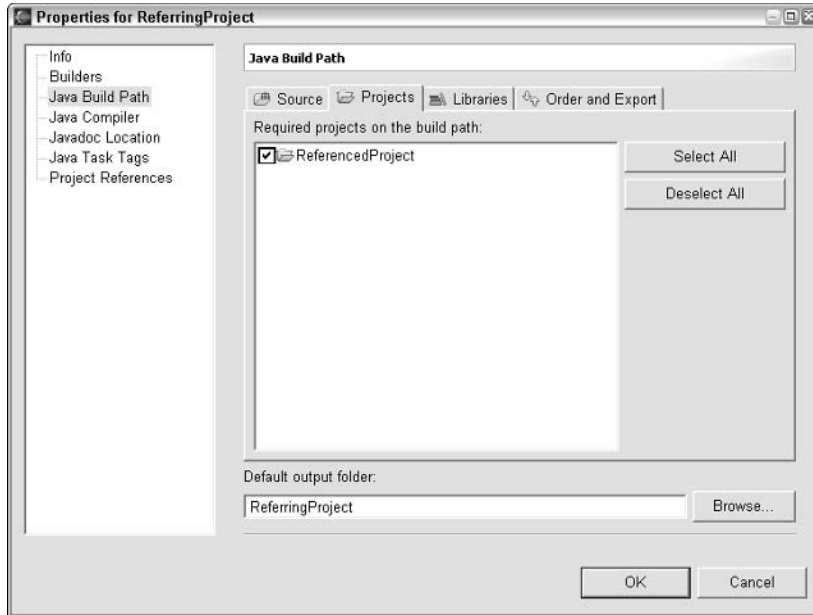 Properties for ReferringProject
Info
Builders
Java Build Path
Java Compiler
Javadoc Location
Java Task Tags
Project References
Java Build Path
Source
Projects
Libraries
Order and Export
Required projects on the build path:
ReferencedProject
Select All
Deselect All
Default output folder:
ReferringProject
Browse...
OK
Cancel